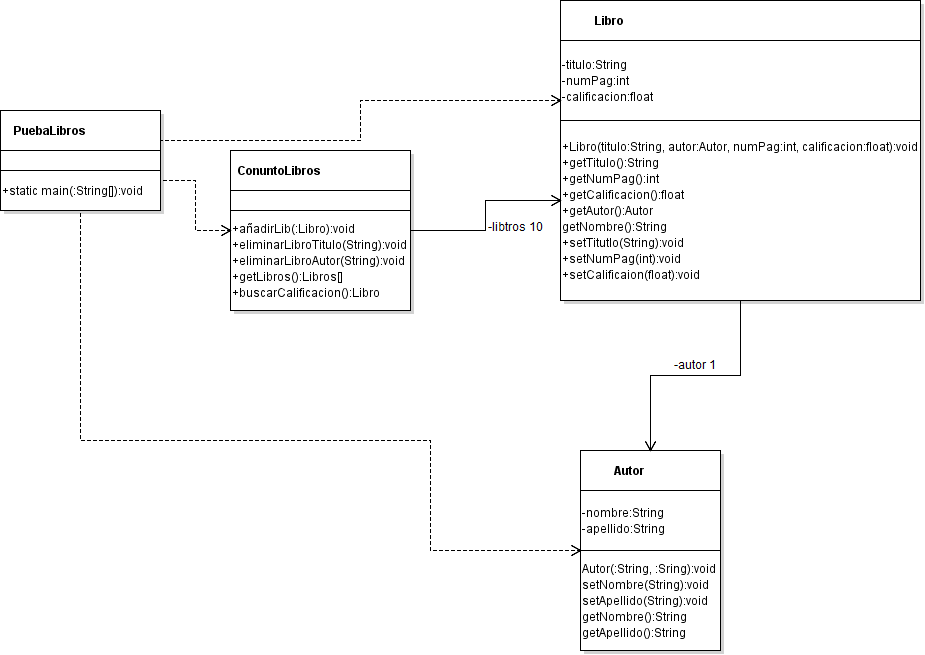 Libro
-titulo:String
-numPag:int
-calificacion:float
+Libro(titulo:String, autor:Autor, numPag:int, calificacion:float):void
+getTitulo():String
+getNumPag():int
+getCalificacion():float
+getAutor():Autor
getNombre():String
+setTitutlo(String):void
+setNumPag(int):void
+setCalificaion(float):void
PuebaLibros
+static main(:String[]):void
ConuntoLibros
+añadirLib(:Libro):void
+eliminarLibroTitulo(String):void
+eliminarLibroAutor(String):void
+getLibros():Libros[]
+buscarCalificacion():Libro
-libtros 10
-autor 1
Autor
-nombre:String
-apellido:String
Autor(:String, :Sring):void
setNombre(String):void
setApellido(String):void
getNombre():String
getApellido():String